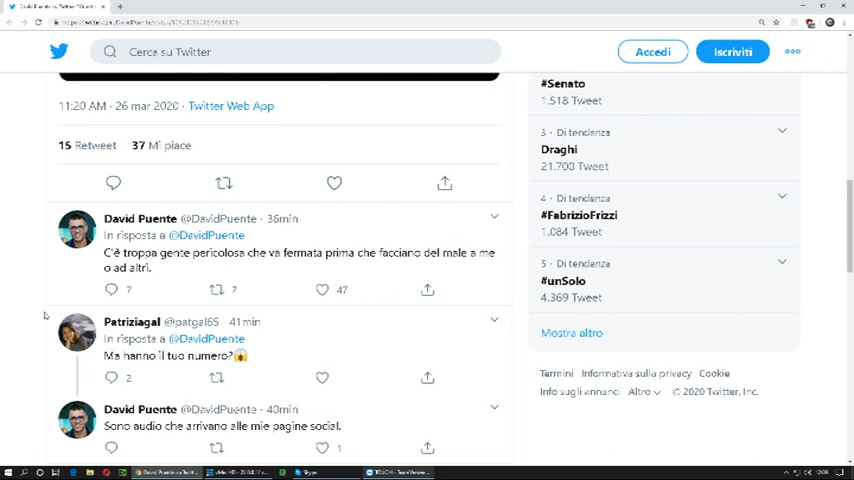 Cerca su Twitter
Accedi
Iscriviti
#Senato
1.518 Tweet
11:20 AM · 26 mar 2020 · Twitter Web App
3 · Di tendenza
Draghi
21.700 Tweet
15 Retweet 37 Mi piace
4 · Di tendenza
#FabrizioFrizzi
1.084 Tweet
David Puente @DavidPuente · 36min
In risposta a @DavidPuente
C'è troppa gente pericolosa che va fermata prima che facciano del male a me
o ad altri.
7 7 47
5 · Di tendenza
#unSolo
4.369 Tweet
Mostra altro
Patriziagal @patgal65 · 41min
In risposta a @DavidPuente
Ma hanno il tuo numero?😱
2
Termini Informativa sulla privacy Cookie
Info sugli annunci Altro © 2020 Twitter, Inc.
David Puente @DavidPuente · 40min
Sono audio che arrivano alle mie pagine social.
1
Skype
12:09